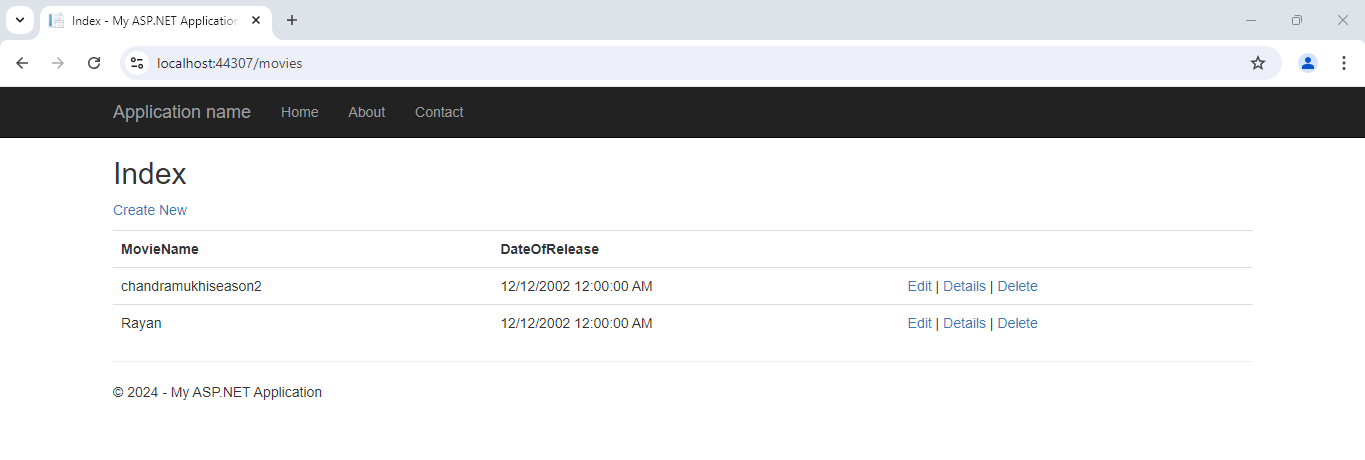 Index - My ASP.NET Application
localhost:44307/movies
Application name Home About Contact
Index
Create New
MovieName DateOfRelease
chandramukhiseason2 12/12/2002 12:00:00 AM Edit | Details | Delete
Rayan 12/12/2002 12:00:00 AM Edit | Details | Delete
© 2024 - My ASP.NET Application